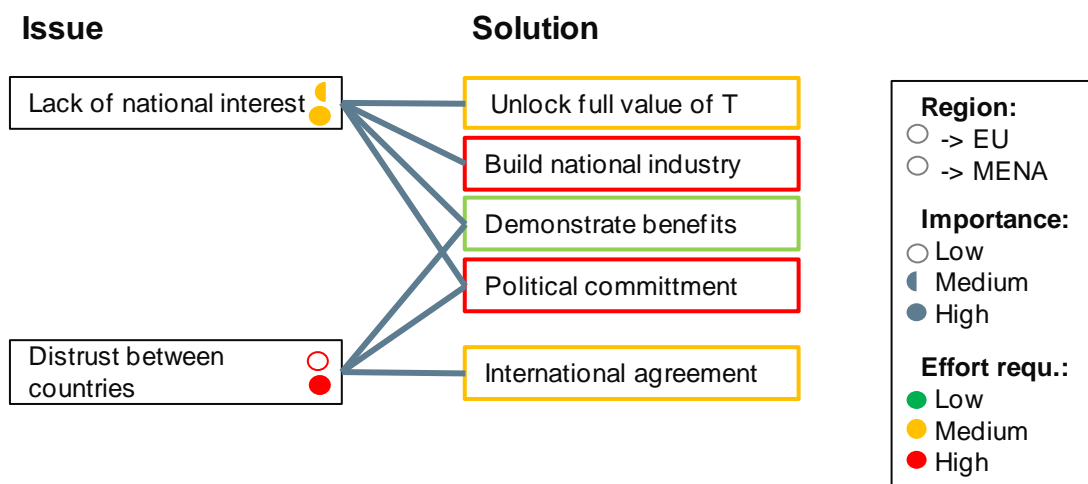 Issue
Solution
Lack of national interest
Unlock full value of T
Build national industry
Demonstrate benefits
Political committment
Distrust between
countries
International agreement
Region:
-> EU
-> MENA
Importance:
Low
Medium
High
Effort requ.:
Low
Medium
High